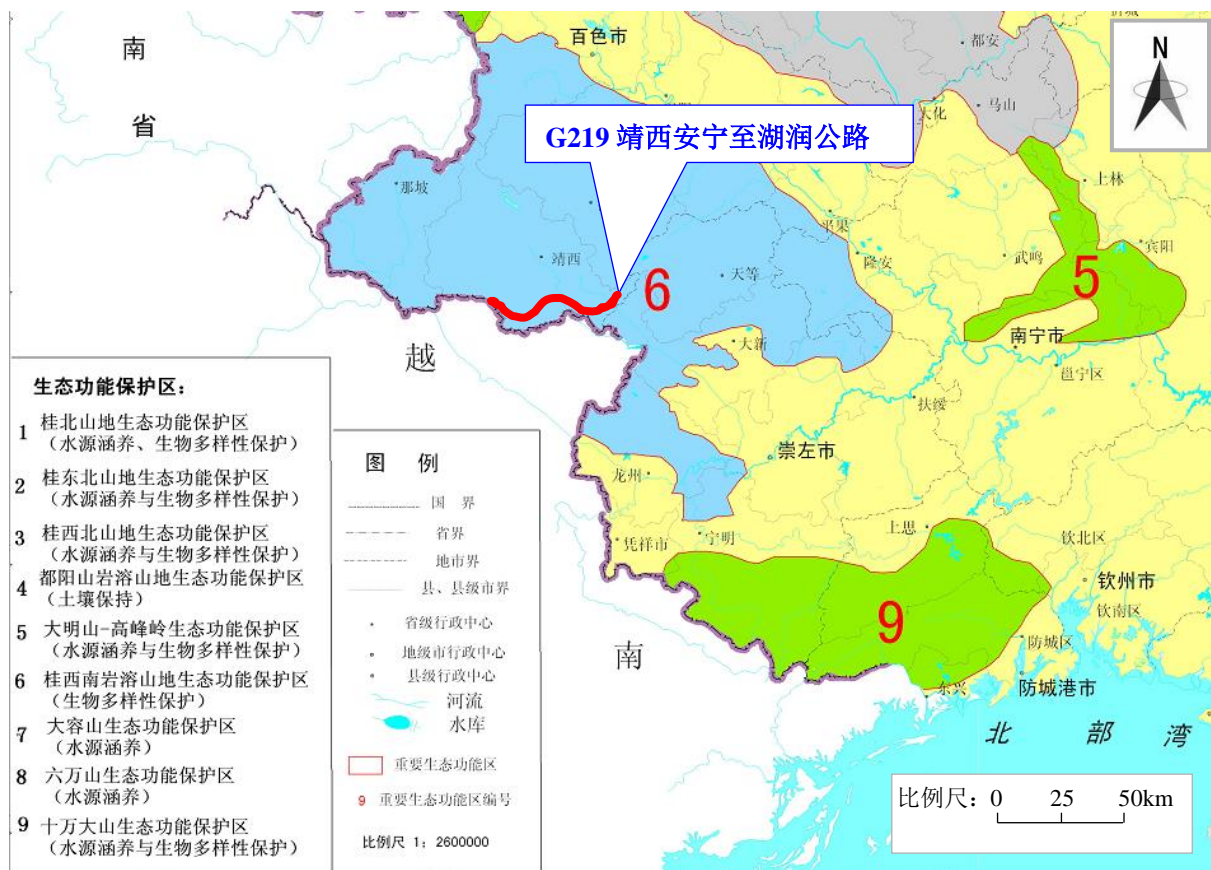 南
省
百色市
都安
N
马山
大化
G219 靖西安宁至湖润公路
那坡
上林
平果
宾阳
武鸣
隆安
靖西
天等
6
5
越
大新
南宁市
邕宁区
扶绥
崇左市
龙州
上思
宁明
凭祥市
钦北区
钦州市
钦南区
9
南
防城区
东兴
防城港市
北部湾
生态功能保护区：
1 桂北山地生态功能保护区
（水源涵养、生物多样性保护）
2 桂东北山地生态功能保护区
（水源涵养与生物多样性保护）
3 桂西北山地生态功能保护区
（水源涵养与生物多样性保护）
4 都阳山岩溶山地生态功能保护区
（土壤保持）
5 大明山-高峰岭生态功能保护区
（水源涵养与生物多样性保护）
6 桂西南岩溶山地生态功能保护区
（生物多样性保护）
7 大容山生态功能保护区
（水源涵养）
8 六万山生态功能保护区
（水源涵养）
9 十万大山生态功能保护区
（水源涵养与生物多样性保护）
图 例
国 界
省界
地市界
县、县级市界
省级行政中心
地级市行政中心
县级行政中心
河流
水库
重要生态功能区
9 重要生态功能区编号
比例尺 1：2600000
比例尺：0 25 50km